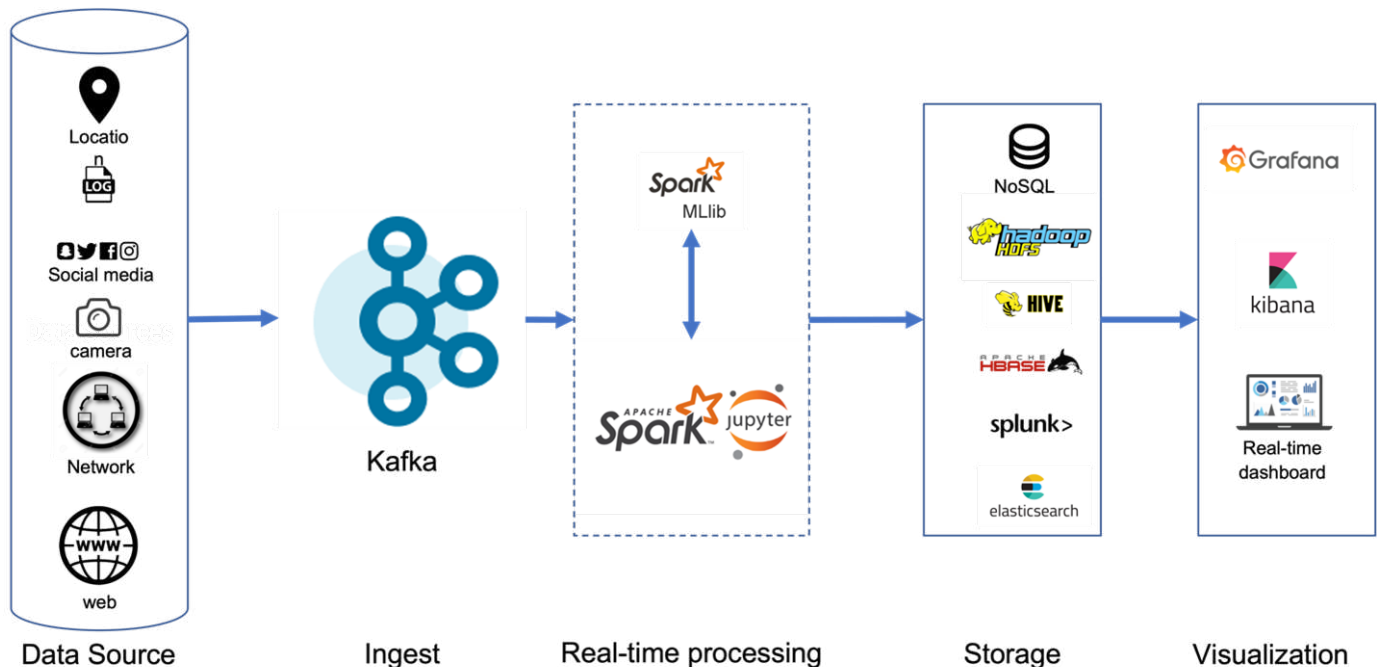 Locatio
n
LOG
Social media
camera
Network
WWW
web
Data Source
Kafka
Ingest
Spark
MLlib
APACHE
Spark™
jupyter
Real-time processing
NoSQL
hadoop
HDFS
HIVE
APACHE
HBASE
splunk>
elasticsearch
Storage
Grafana
kibana
Real-time
dashboard
Visualization